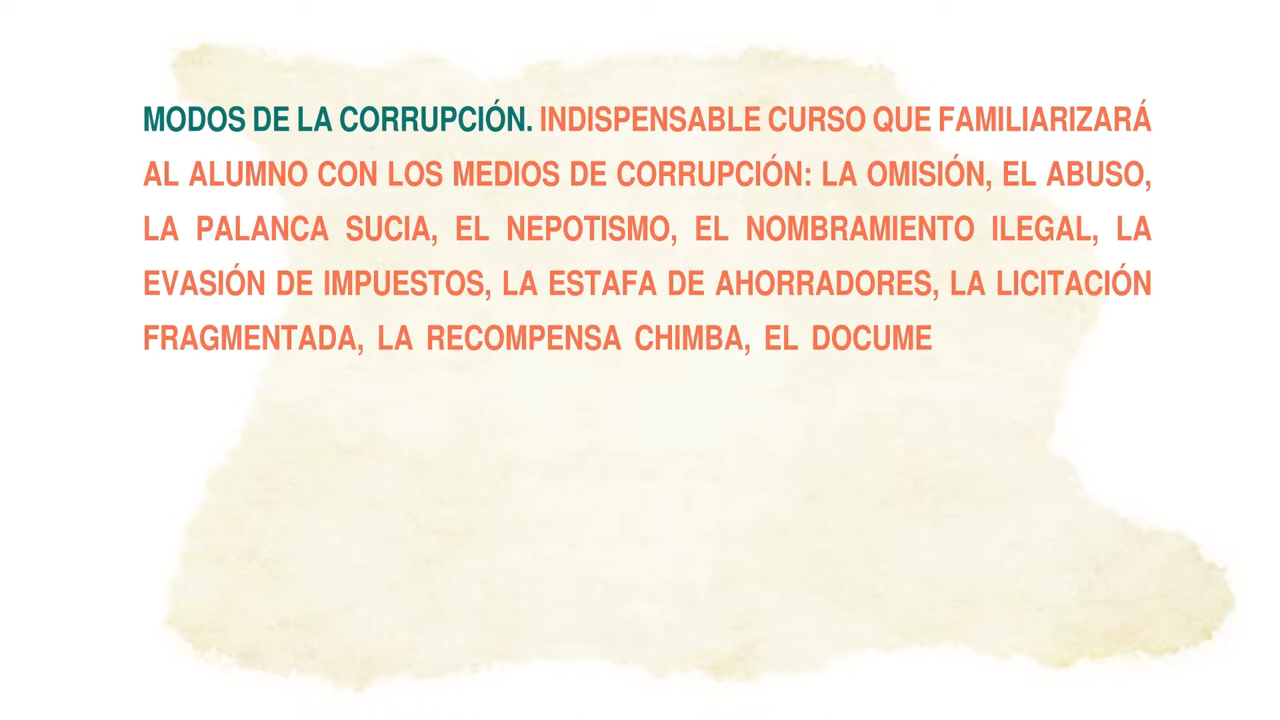 MODOS DE LA CORRUPCIÓN. INDISPENSABLE CURSO QUE FAMILIARIZARÁ
AL ALUMNO CON LOS MEDIOS DE CORRUPCIÓN: LA OMISIÓN, EL ABUSO,
LA PALANCA SUCIA, EL NEPOTISMO, EL NOMBRAMIENTO ILEGAL, LA
EVASIÓN DE IMPUESTOS, LA ESTAFA DE AHORRADORES, LA LICITACIÓN
FRAGMENTADA, LA RECOMPENSA CHIMBA, EL DOCUME